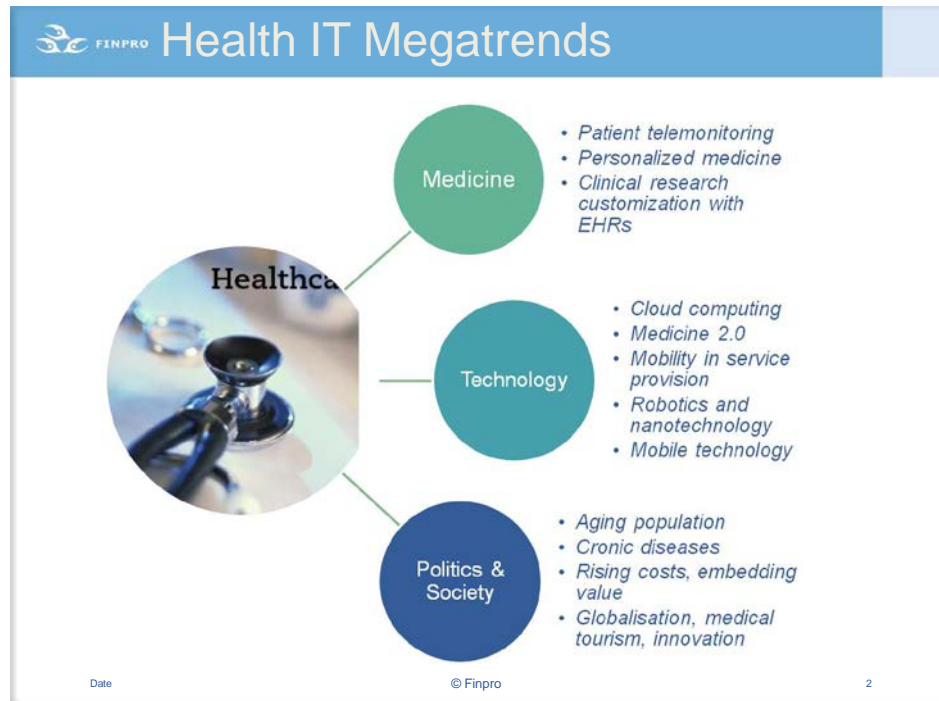 FINPRO Health IT Megatrends
Healthca
Medicine
• Patient telemonitoring
• Personalized medicine
• Clinical research
customization with
EHRs
Technology
• Cloud computing
• Medicine 2.0
• Mobility in service
provision
• Robotics and
nanotechnology
• Mobile technology
Politics &
Society
• Aging population
• Cronic diseases
• Rising costs, embedding
value
• Globalisation, medical
tourism, innovation
Date © Finpro 2